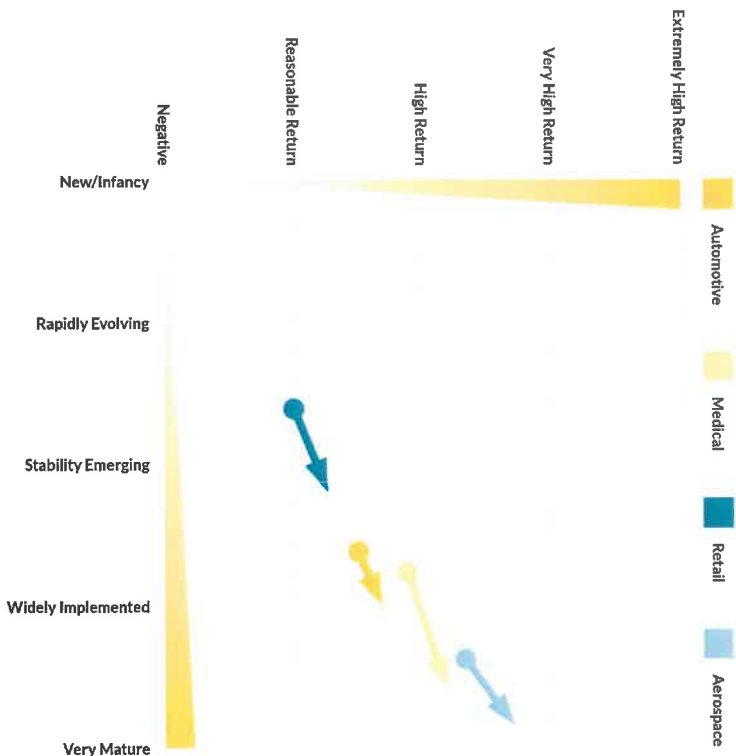 Negative
Reasonable Return
High Return
Very High Return
Extremely High Return
New/Infancy
Rapidly Evolving
Stability Emerging
Widely Implemented
Very Mature
Automotive
Medical
Retail
Aerospace